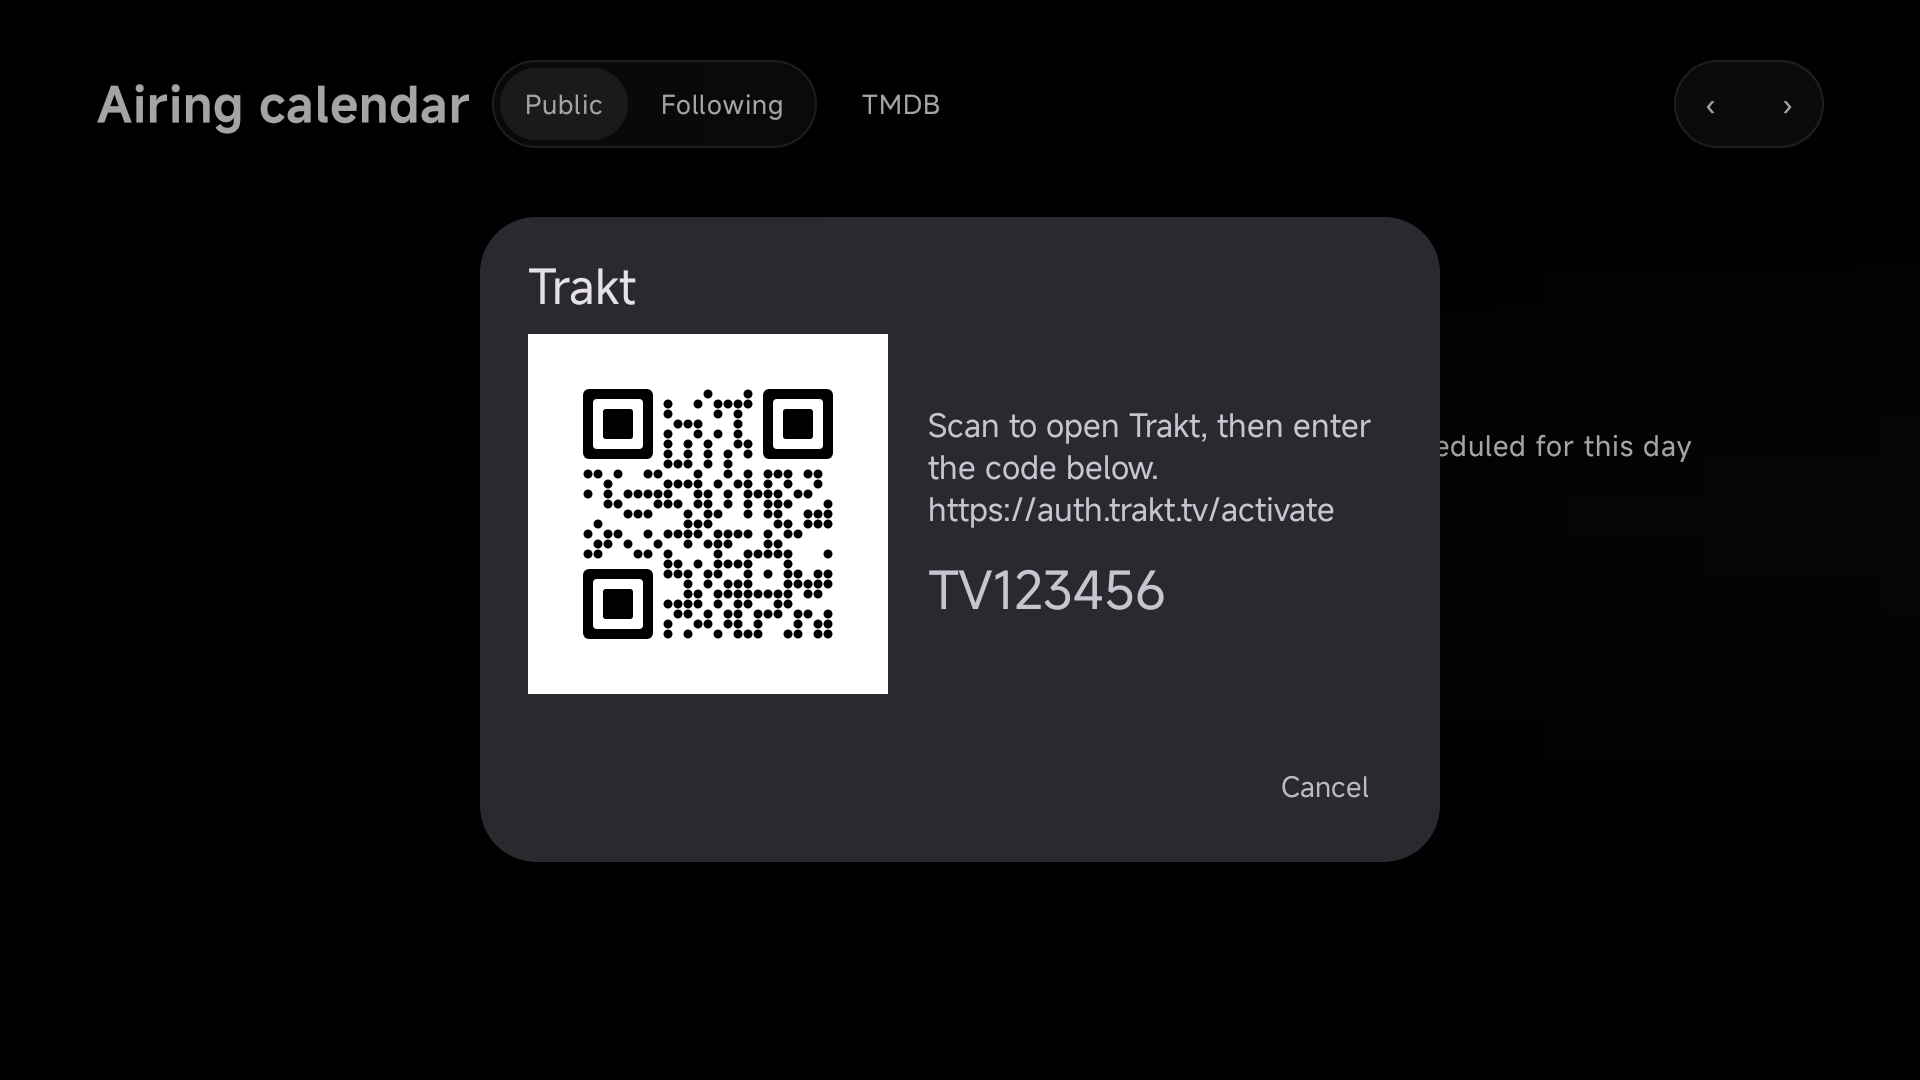 Airing calendar
Public
Following
TMDB
‹
›
Trakt
Scan to open Trakt, then enter
the code below.
https://auth.trakt.tv/activate
TV123456
for this day
Cancel